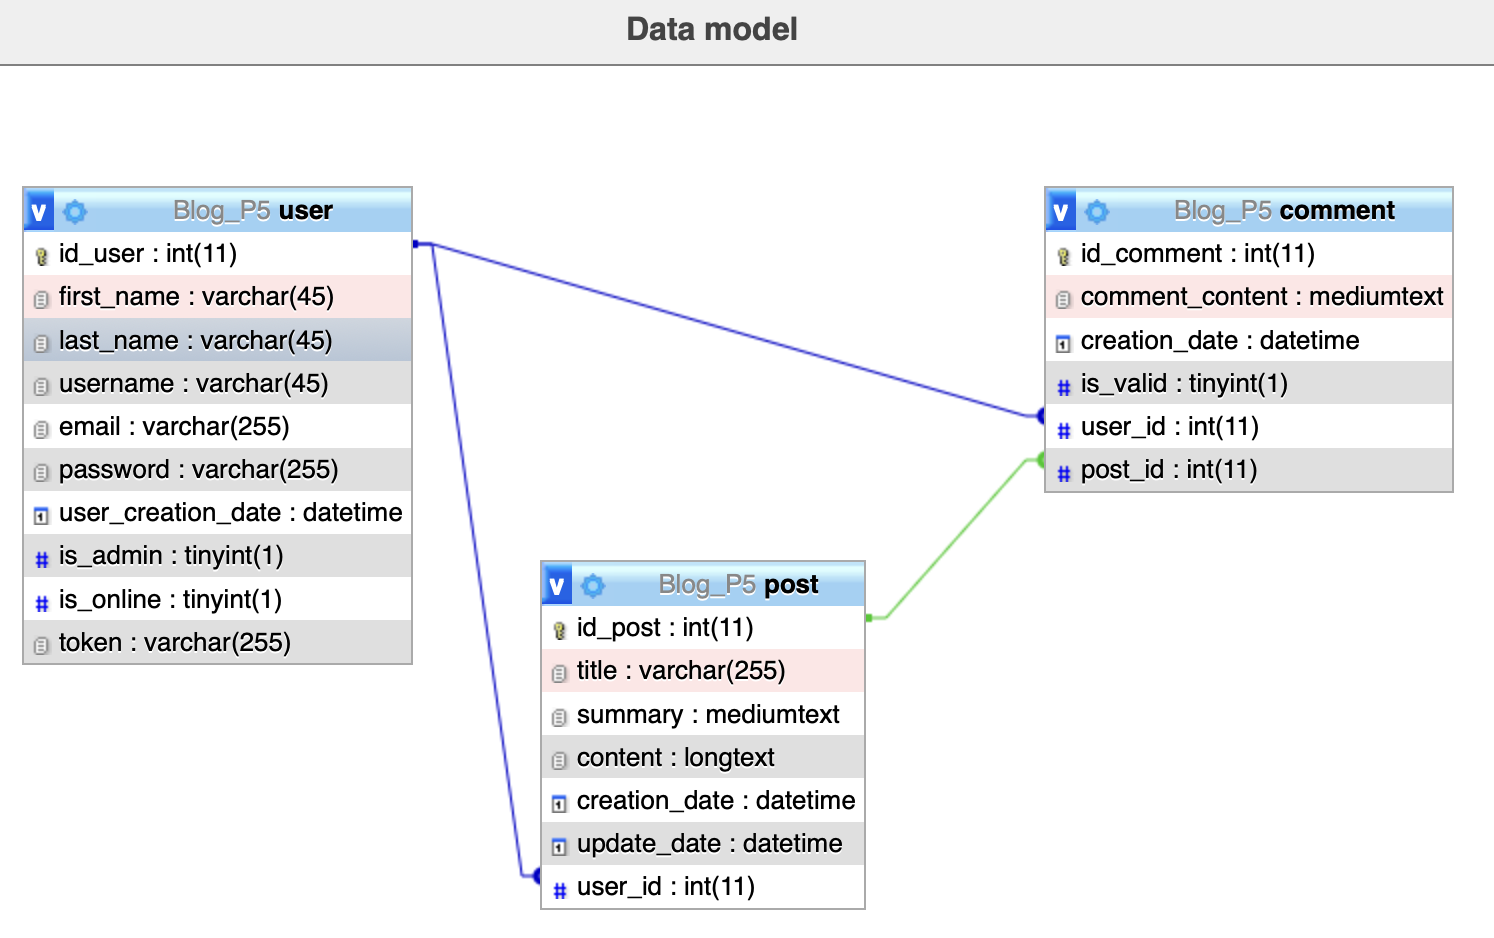 Data model
v Blog_P5 user
id_user : int(11)
first_name : varchar(45)
last_name : varchar(45)
username : varchar(45)
email : varchar(255)
password : varchar(255)
user_creation_date : datetime
# is_admin : tinyint(1)
# is_online : tinyint(1)
token : varchar(255)
v Blog_P5 comment
id_comment : int(11)
comment_content : mediumtext
creation_date : datetime
# is_valid : tinyint(1)
# user_id : int(11)
# post_id : int(11)
v Blog_P5 post
id_post : int(11)
title : varchar(255)
summary : mediumtext
content : longtext
creation_date : datetime
update_date : datetime
# user_id : int(11)